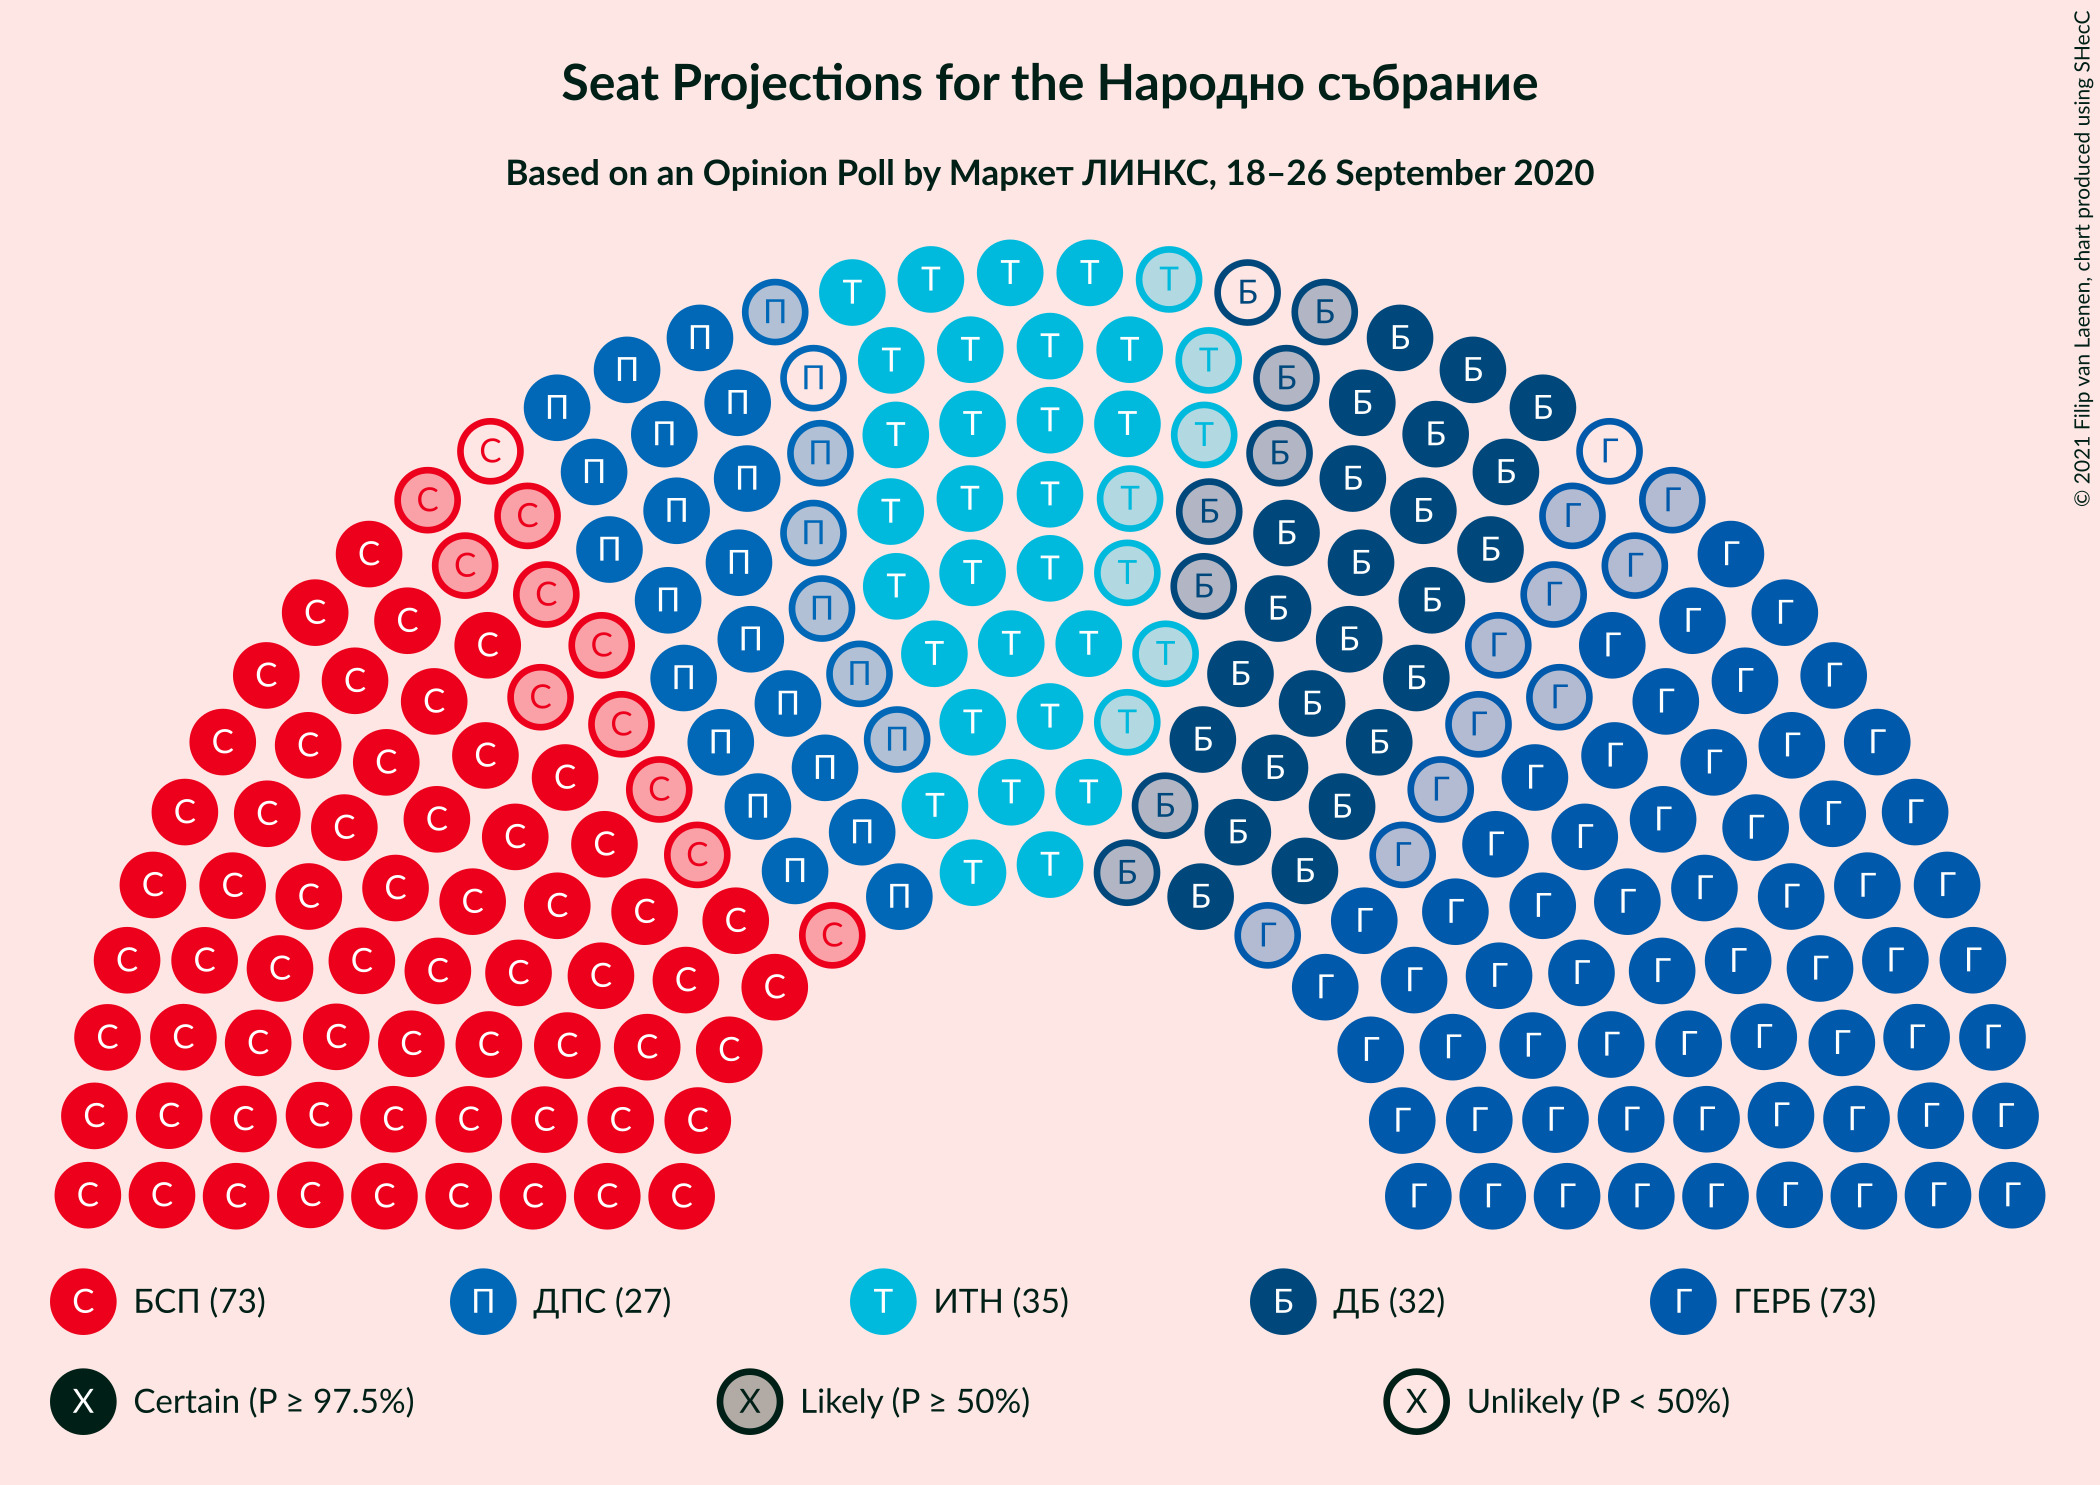 Seat Projections for the Народно събрание
Based on an Opinion Poll by Маркет ЛИНКС, 18–26 September 2020
© 2021 Filip van Laenen, chart produced using SHecC
С БСП (73) П ДПС (27) Т ИТН (35) Б ДБ (32) Г ГЕРБ (73)
X Certain (P ≥ 97.5%) X Likely (P ≥ 50%) X Unlikely (P < 50%)